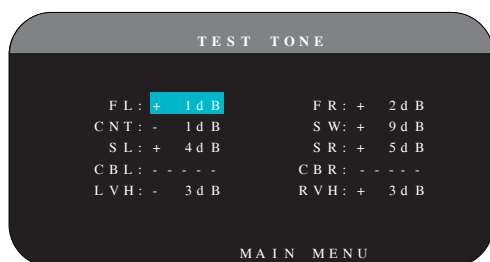 TEST TONE
FL: + 1dB FR: + 2dB
CNT: - 1dB SW: + 9dB
SL: + 4dB SR: + 5dB
CBL: - - - - - CBR: - - - - -
LVH: - 3dB RVH: + 3dB
MAIN MENU